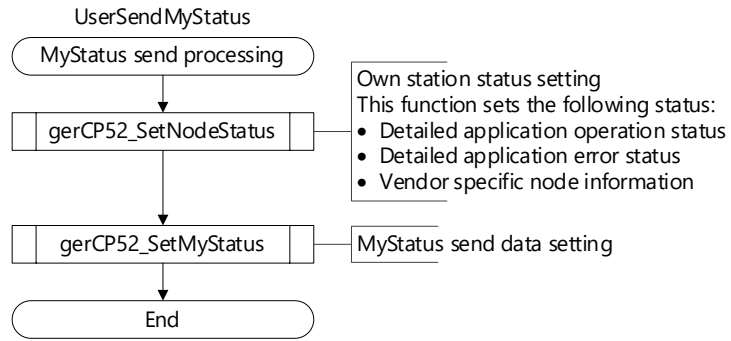 UserSendMyStatus
MyStatus send processing
Own station status setting
This function sets the following status:
• Detailed application operation status
• Detailed application error status
• Vendor specific node information
gerCP52_SetNodeStatus
gerCP52_SetMyStatus
MyStatus send data setting
End